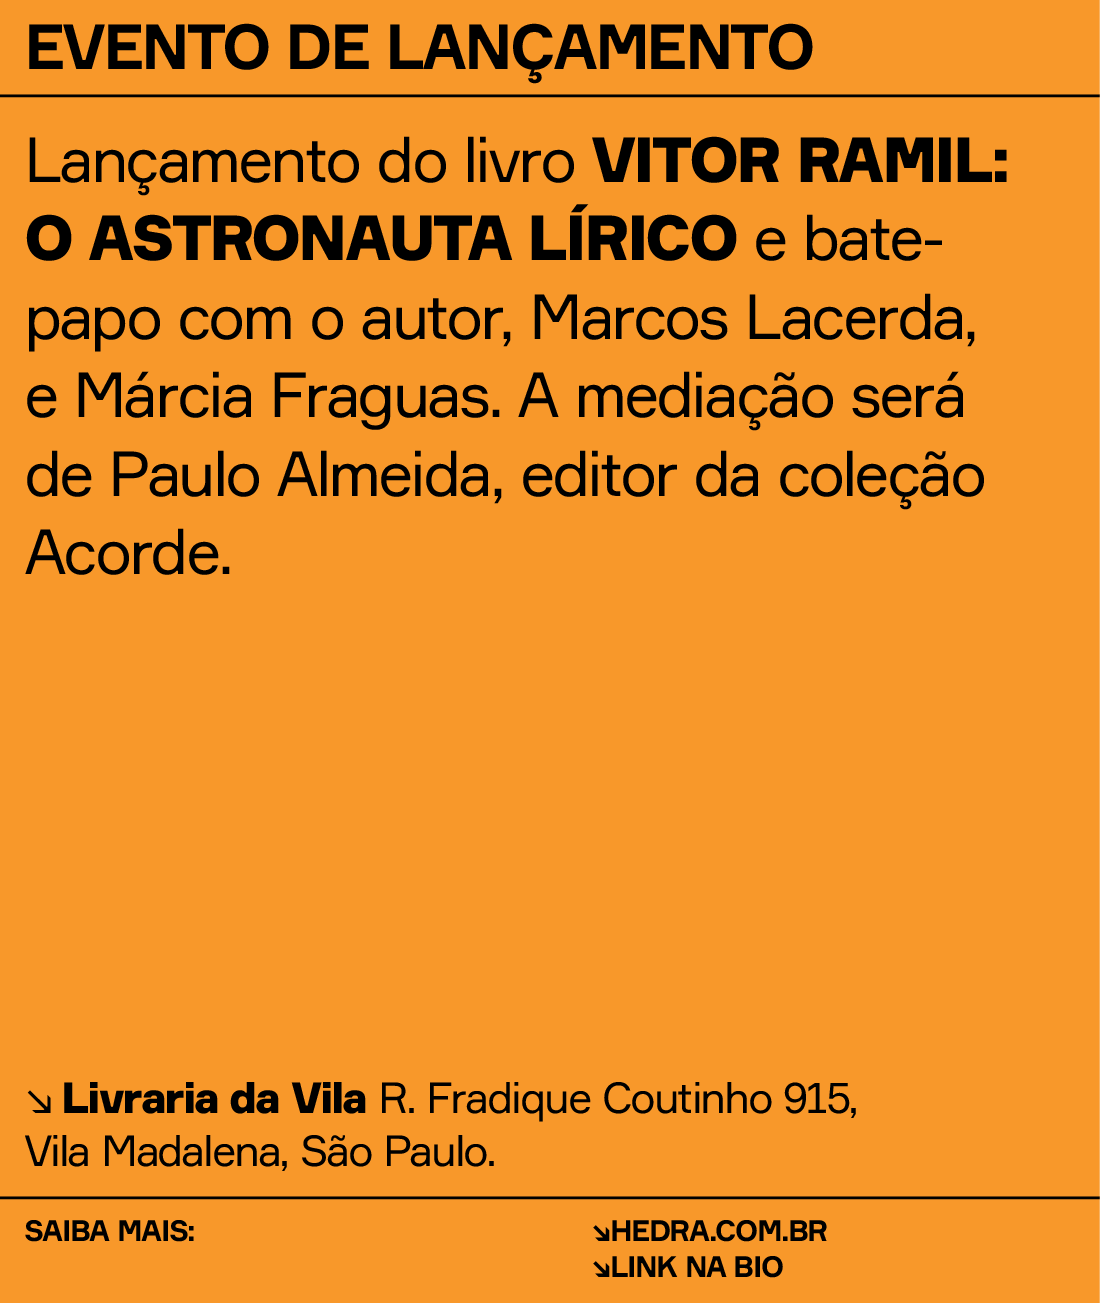 EVENTO DE LANÇAMENTO
Lançamento do livro VITOR RAMIL:
O ASTRONAUTA LÍRICO e bate-
papo com o autor, Marcos Lacerda,
e Márcia Fraguas. A mediação será
de Paulo Almeida, editor da coleção
Acorde.
↘ Livraria da Vila R. Fradique Coutinho 915,
Vila Madalena, São Paulo.
SAIBA MAIS:
↘HEDRA.COM.BR
↘LINK NA BIO